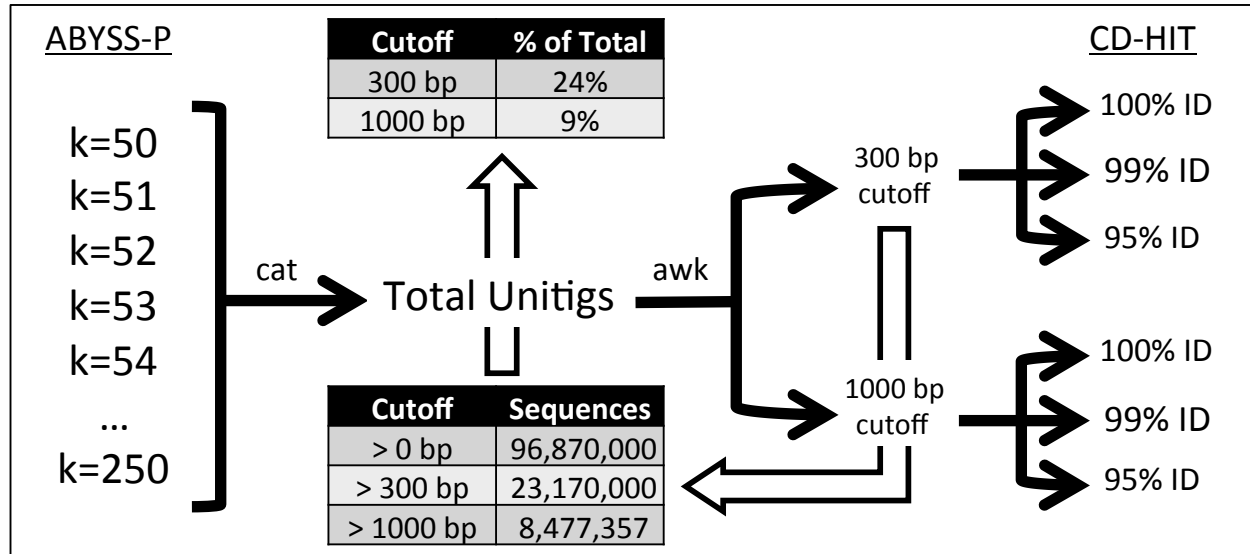 ABYSS-P
k=50
k=51
k=52
k=53
k=54
...
k=250
cat
Cutoff % of Total
300 bp 24%
1000 bp 9%
Total Unitigs
Cutoff Sequences
> 0 bp 96,870,000
> 300 bp 23,170,000
> 1000 bp 8,477,357
awk
300 bp
cutoff
1000 bp
cutoff
CD-HIT
100% ID
99% ID
95% ID
100% ID
99% ID
95% ID